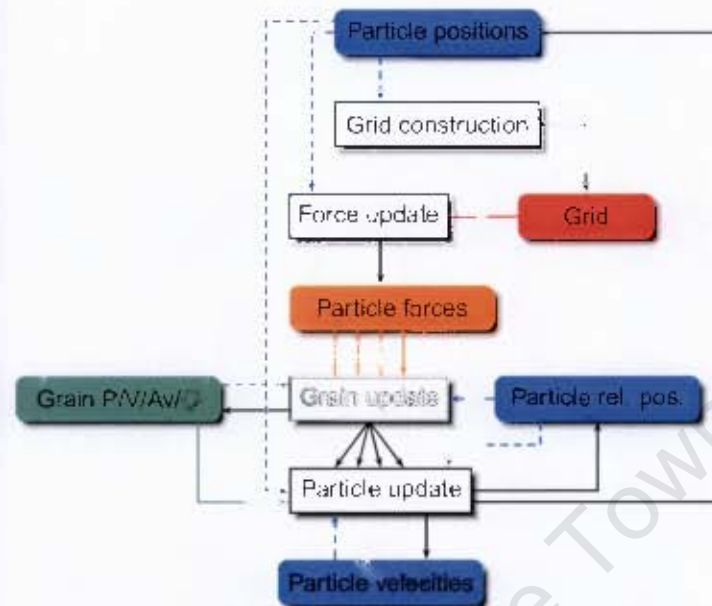 Particle positions
Grid construction
Force update
Grid
Particle forces
Grain P/V/Av/
Grain update
Particle rel. pos.
Particle update
Particle velocities
e Town